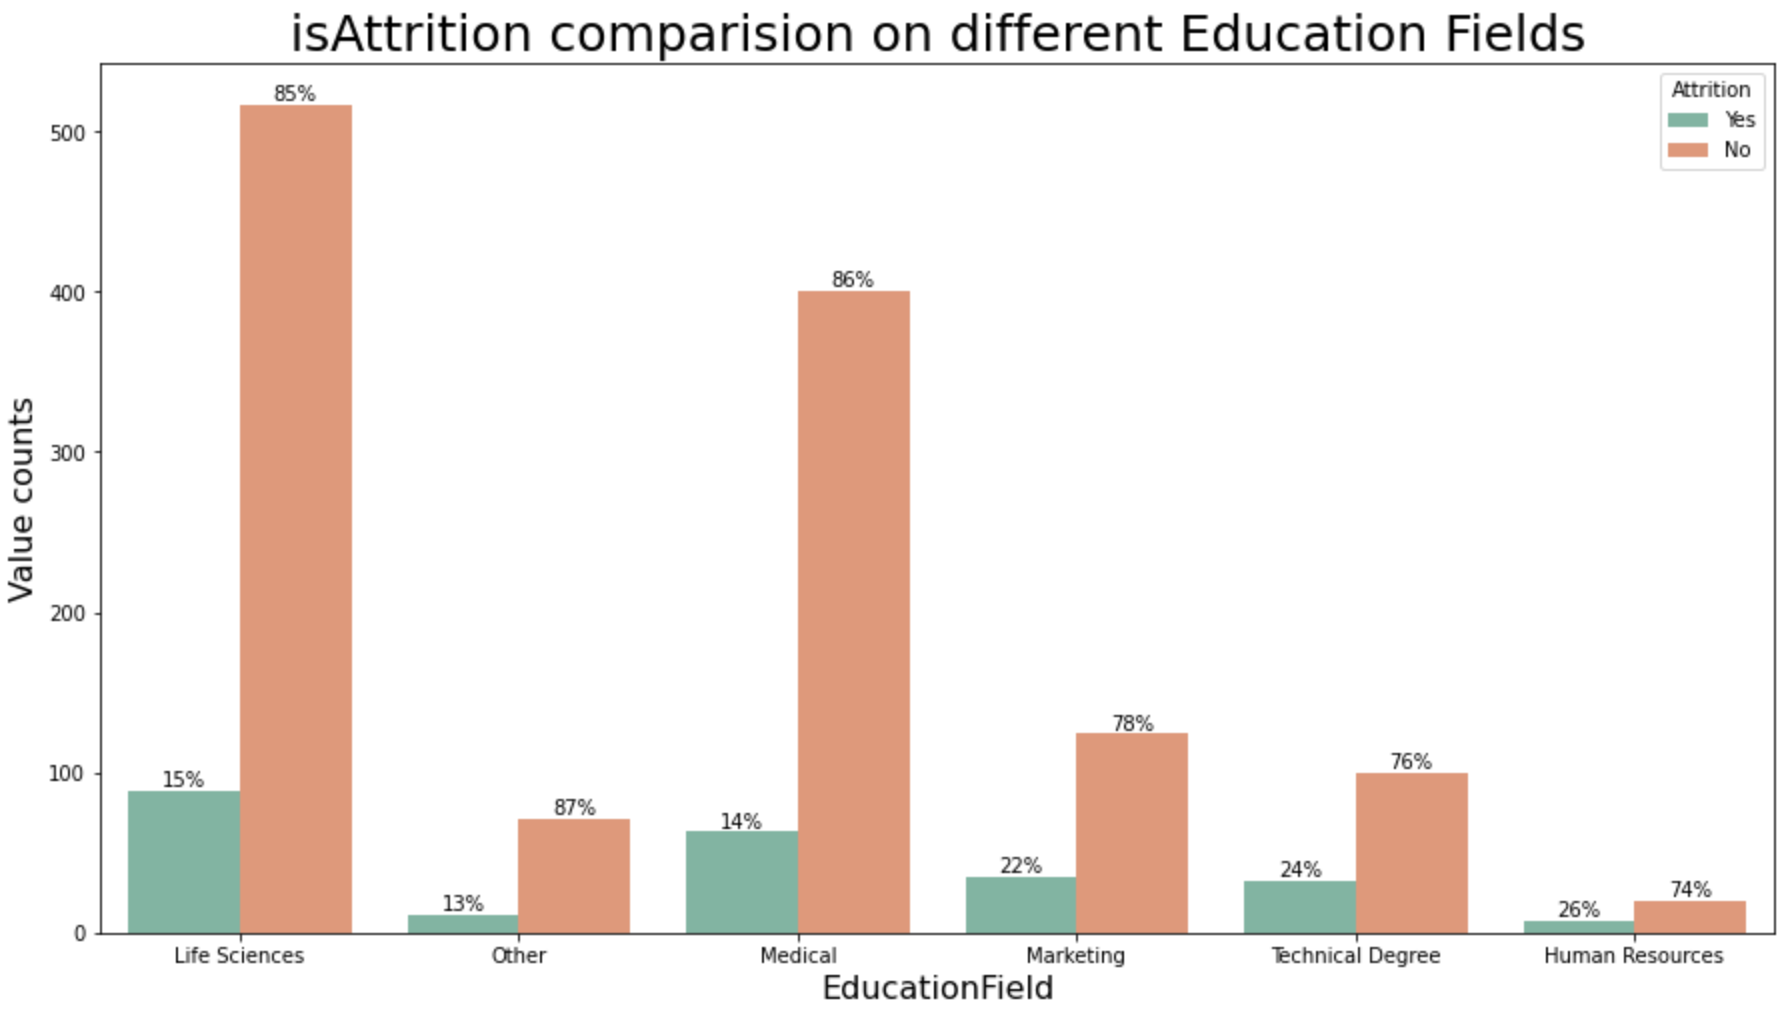 isAttrition comparision on different Education Fields
Attrition
Yes
No
Value counts
500
400
300
200
100
0
85%
15%
87%
13%
86%
14%
78%
22%
76%
24%
74%
26%
Life Sciences
Other
Medical
Marketing
Technical Degree
Human Resources
EducationField